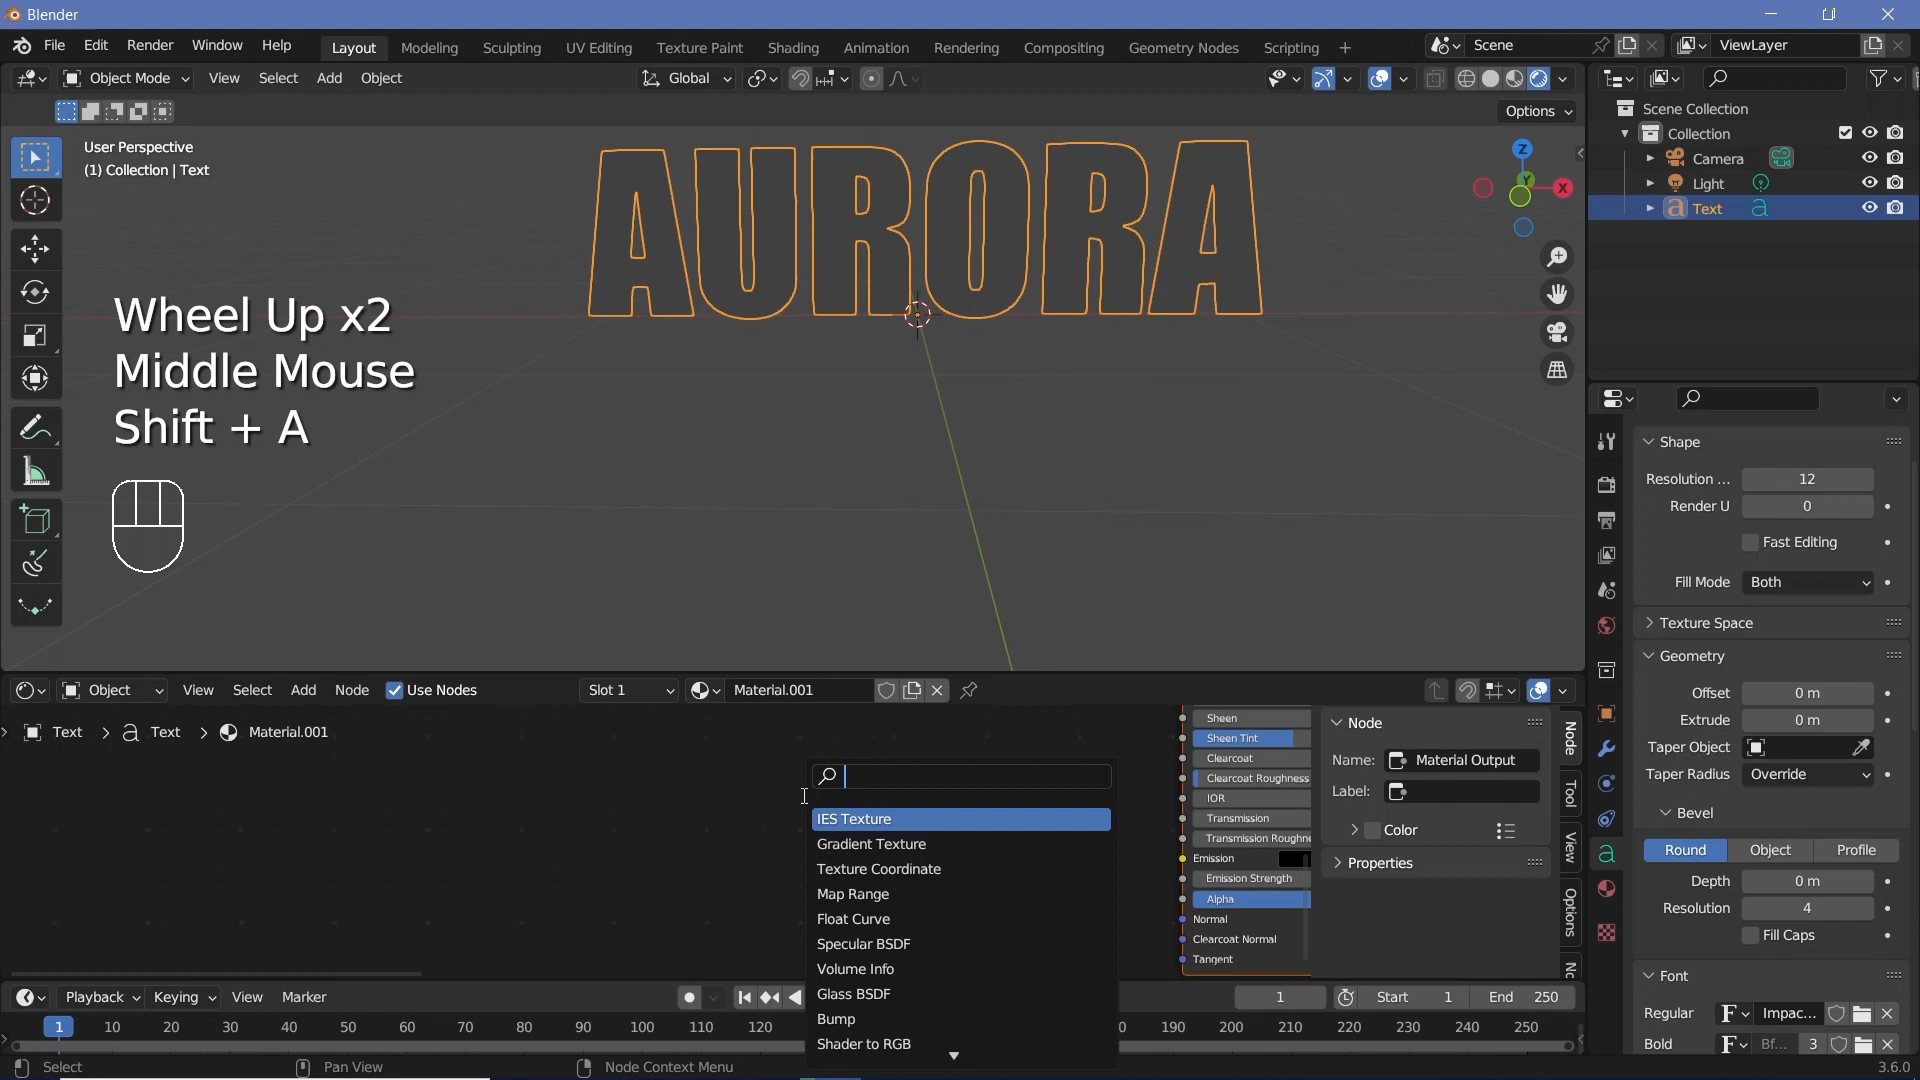 Blender
File Edit Render Window Help Layout Modeling Sculpting UV Editing Texture Paint Shading Animation Rendering Compositing Geometry Nodes Scripting + Scene ViewLayer
Object Mode View Select Add Object Global
Options
User Perspective
(1) Collection | Text
AURORA
Z
Y
X
Wheel Up x2
Middle Mouse
Shift + A
Scene Collection
Collection
Camera
Light
Text
Shape
Resolution ... 12
Render U 0
Fast Editing
Fill Mode Both
Texture Space
Geometry
Offset 0 m
Extrude 0 m
Taper Object
Taper Radius Override
Bevel
Round Object Profile
Depth 0 m
Resolution 4
Fill Caps
Font
Regular F Impac...
Bold F Bf... 3
Object View Select Add Node Use Nodes Slot 1 Material.001
Text > Text > Material.001
IES Texture
Gradient Texture
Texture Coordinate
Map Range
Float Curve
Specular BSDF
Volume Info
Glass BSDF
Bump
Shader to RGB
Sheen
Sheen Tint
Clearcoat
Clearcoat Roughness
IOR
Transmission
Transmission Roughne
Emission
Emission Strength
Alpha
Normal
Clearcoat Normal
Tangent
Node
Name: Material Output
Label:
Color
Properties
Node
Tool
View
Options
Playback Keying View Marker 1 Start 1 End 250
1 10 20 30 40 50 60 70 80 90 100 110 120 0 190 200 210 220 230 240 250
Select Pan View Node Context Menu 3.6.0